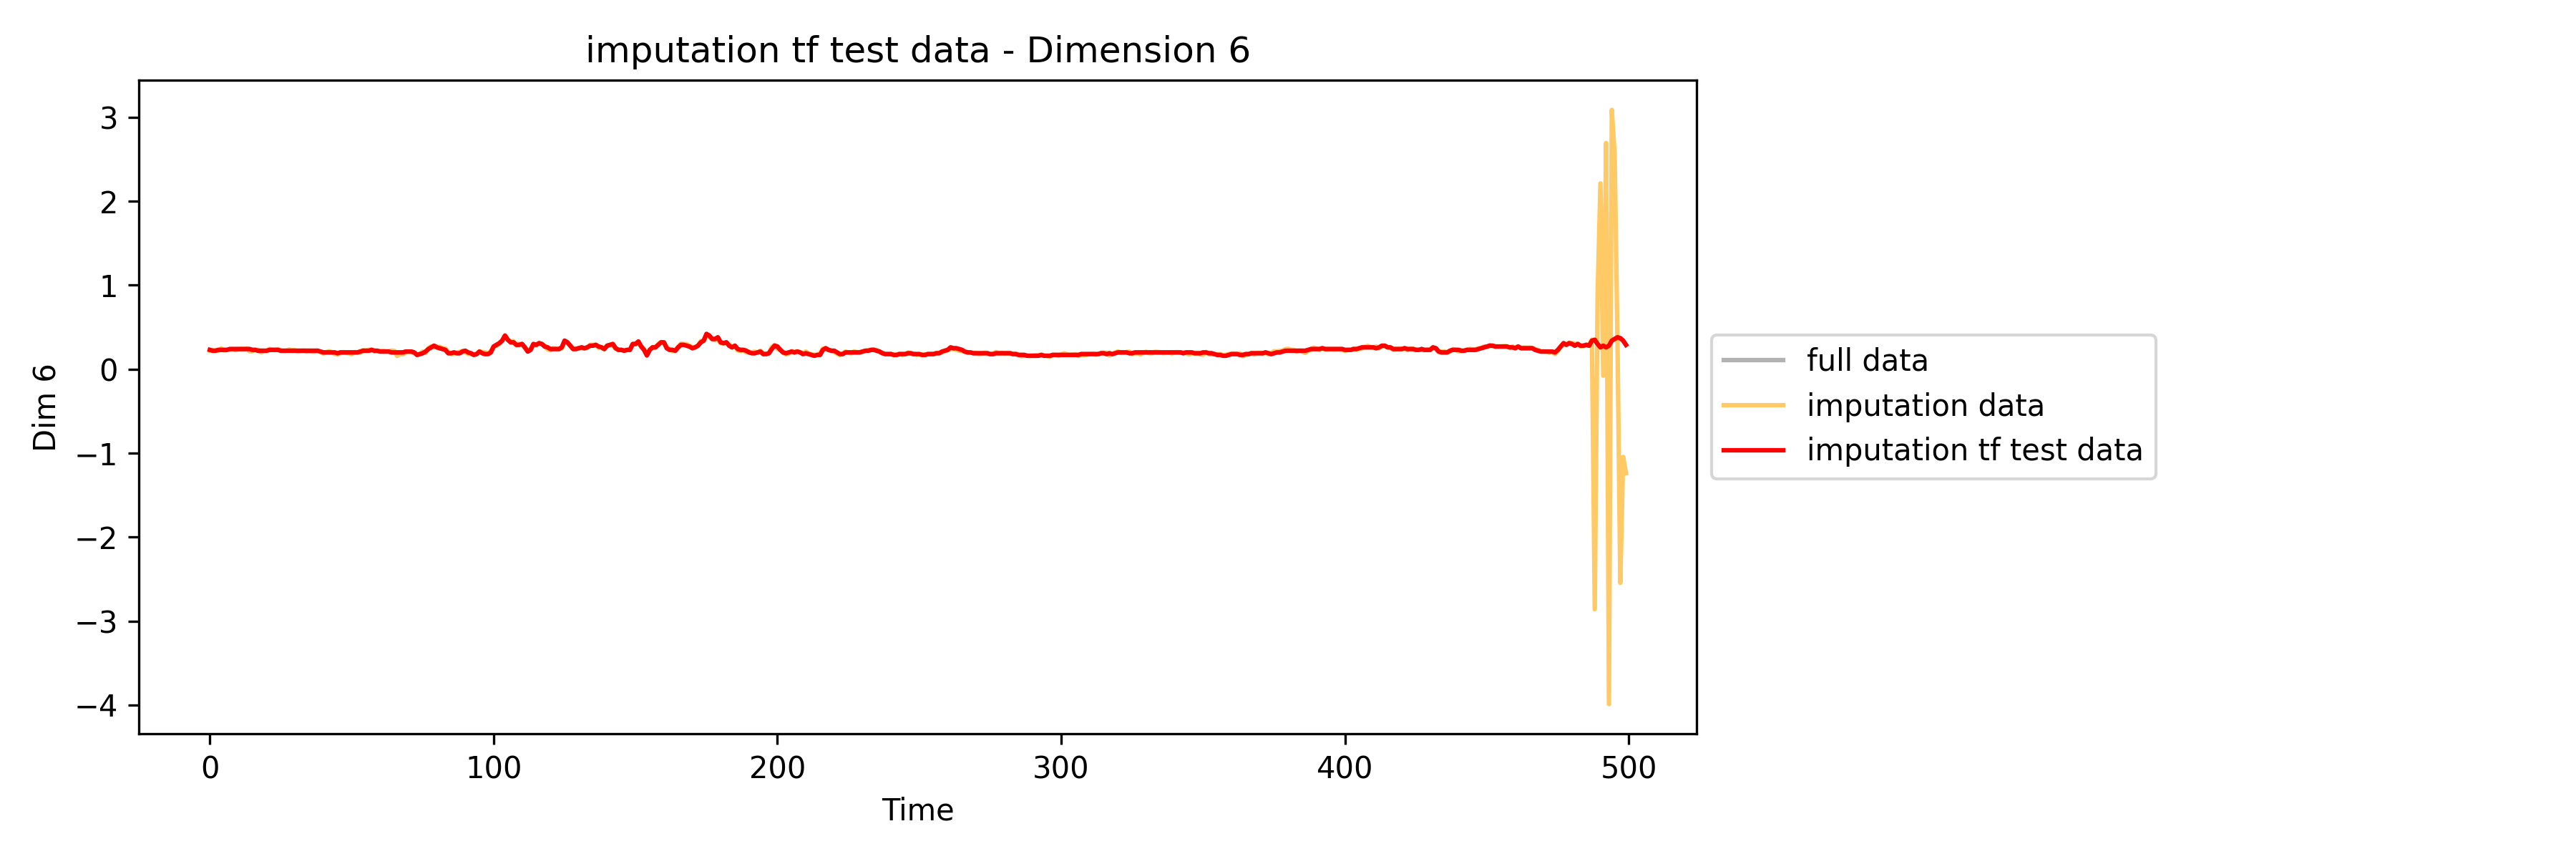 imputation tf test data - Dimension 6
3
2
1
0
−1
−2
−3
−4
Dim 6
0
100
200
300
400
500
Time
full data
imputation data
imputation tf test data